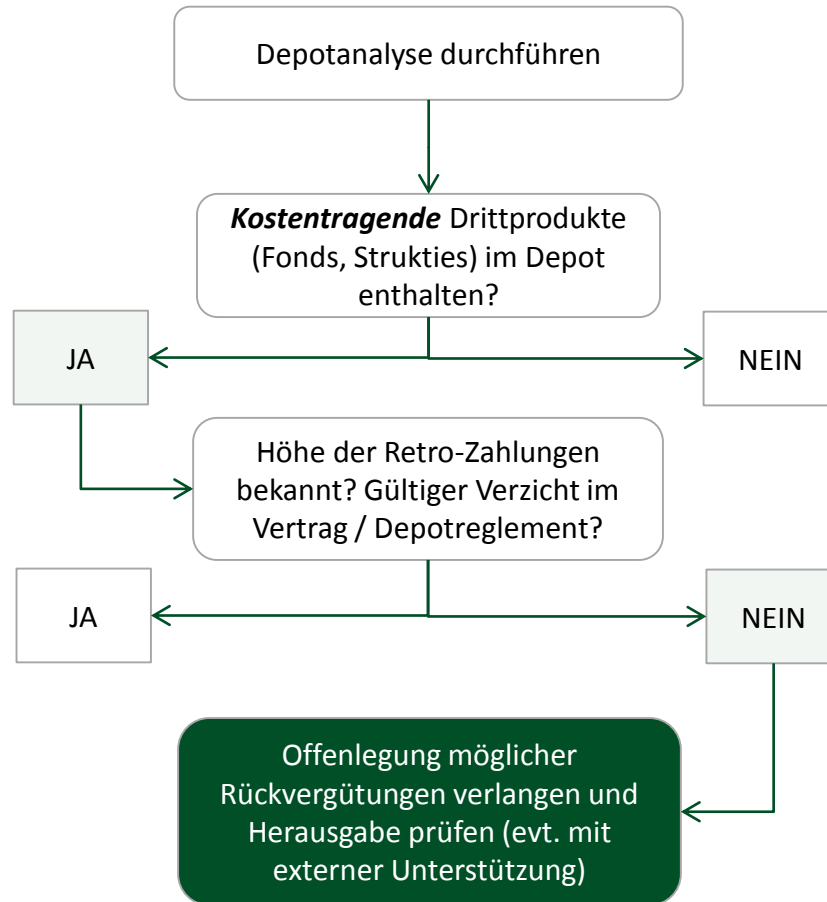 Depotanalyse durchführen
Kostentragende Drittprodukte
(Fonds, Strukties) im Depot
enthalten?
JA
NEIN
Höhe der Retro-Zahlungen
bekannt? Gültiger Verzicht im
Vertrag / Depotreglement?
JA
NEIN
Offenlegung möglicher
Rückvergütungen verlangen und
Herausgabe prüfen (evt. mit
externer Unterstützung)